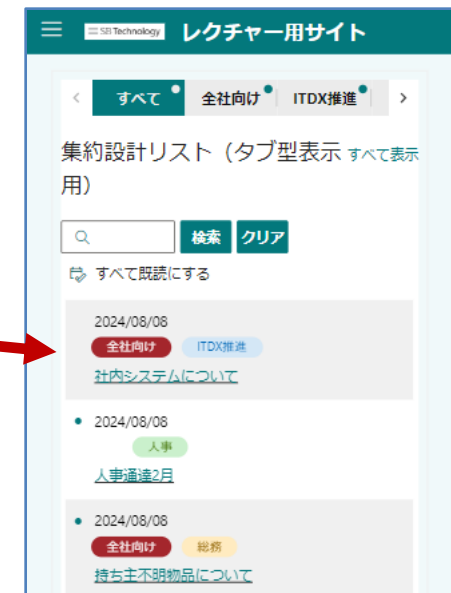 SB Technology レクチャー用サイト
すべて 全社向け ITDX推進
集約設計リスト（タブ型表示用） すべて表示
検索 クリア
すべて既読にする
2024/08/08
全社向け ITDX推進
社内システムについて
2024/08/08
人事
人事通達2月
2024/08/08
全社向け 総務
持ち主不明物品について